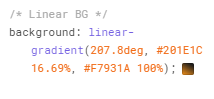 /* Linear BG */
background: linear-
gradient(207.8deg, #201E1C
16.69%, #F7931A 100%);